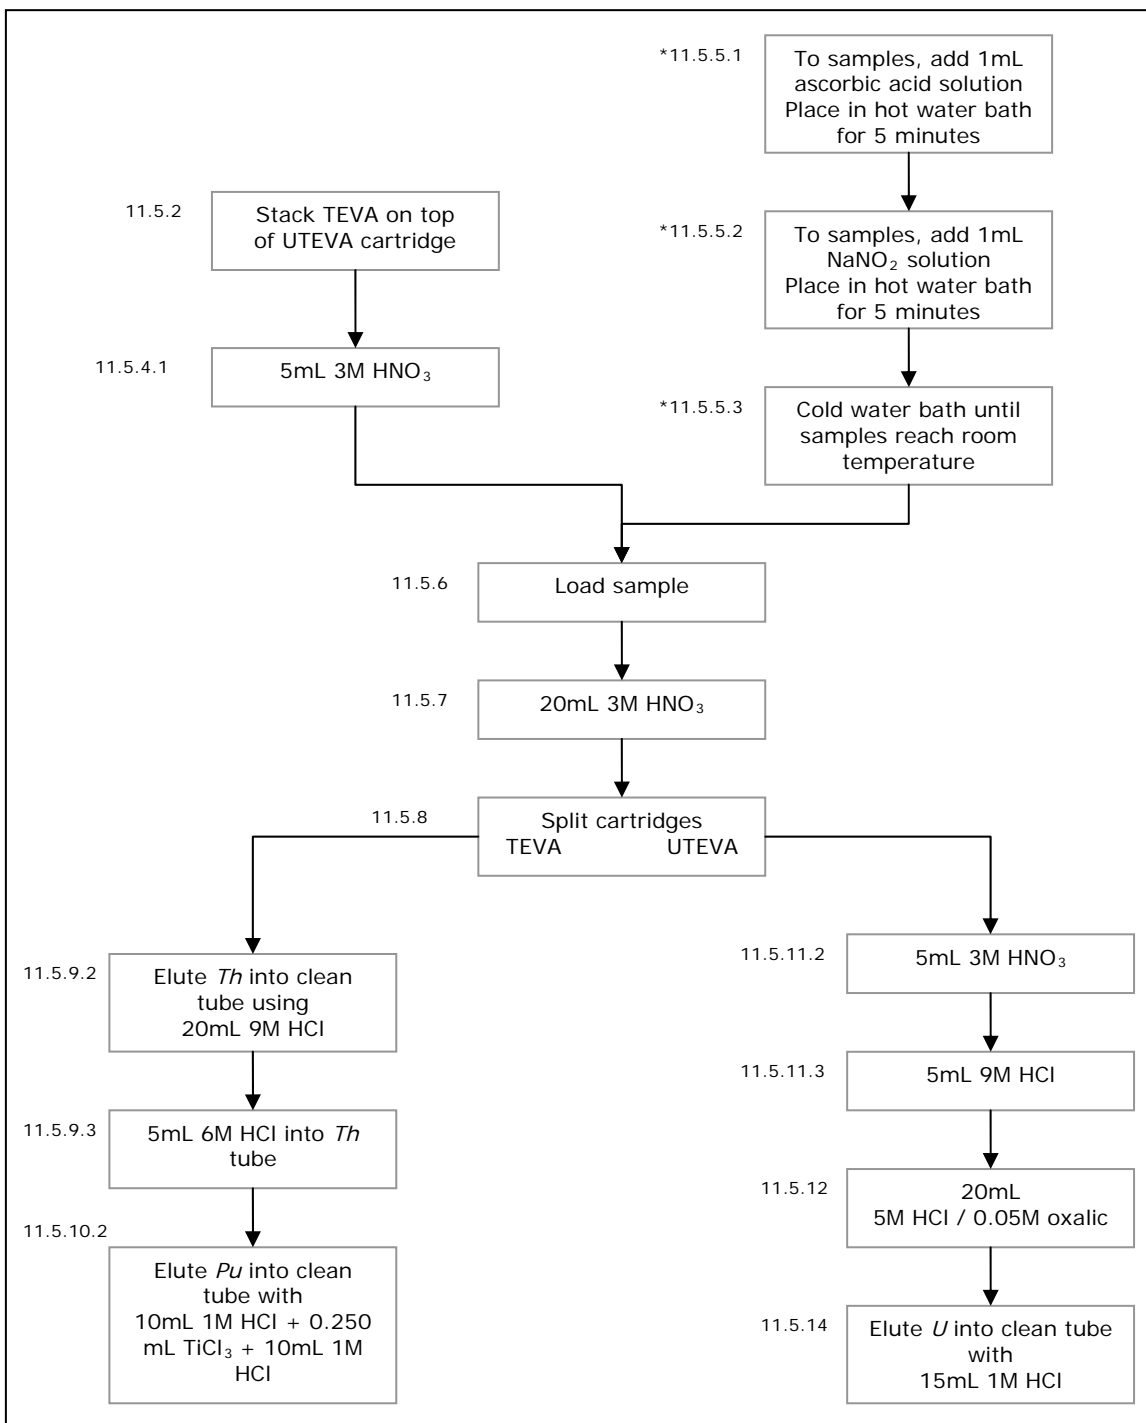 *11.5.5.1
To samples, add 1mL
ascorbic acid solution
Place in hot water bath
for 5 minutes
11.5.2
Stack TEVA on top
of UTEVA cartridge
*11.5.5.2
To samples, add 1mL
NaNO₂ solution
Place in hot water bath
for 5 minutes
11.5.4.1
5mL 3M HNO₃
*11.5.5.3
Cold water bath until
samples reach room
temperature
11.5.6
Load sample
11.5.7
20mL 3M HNO₃
11.5.8
Split cartridges
TEVA UTEVA
11.5.9.2
Elute Th into clean
tube using
20mL 9M HCl
11.5.9.3
5mL 6M HCl into Th
tube
11.5.10.2
Elute Pu into clean
tube with
10mL 1M HCl + 0.250
mL TiCl₃ + 10mL 1M
HCl
11.5.11.2
5mL 3M HNO₃
11.5.11.3
5mL 9M HCl
11.5.12
20mL
5M HCl / 0.05M oxalic
11.5.14
Elute U into clean tube
with
15mL 1M HCl